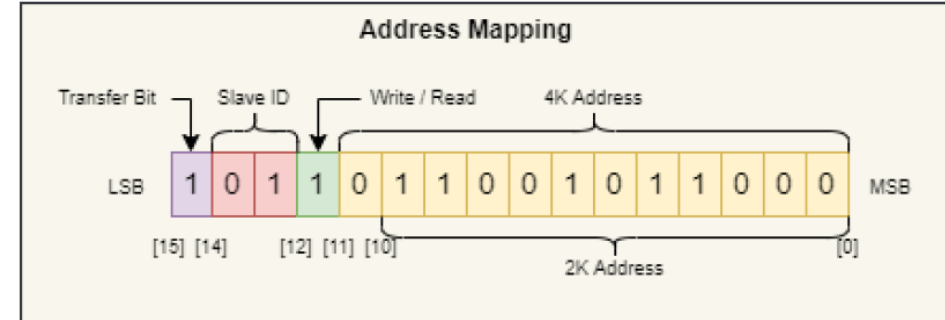 Address Mapping
Transfer Bit Slave ID Write / Read 4K Address
LSB 1 0 1 1 0 1 1 0 0 1 0 1 1 0 0 0 MSB
[15] [14] [12] [11] [10] [0]
2K Address